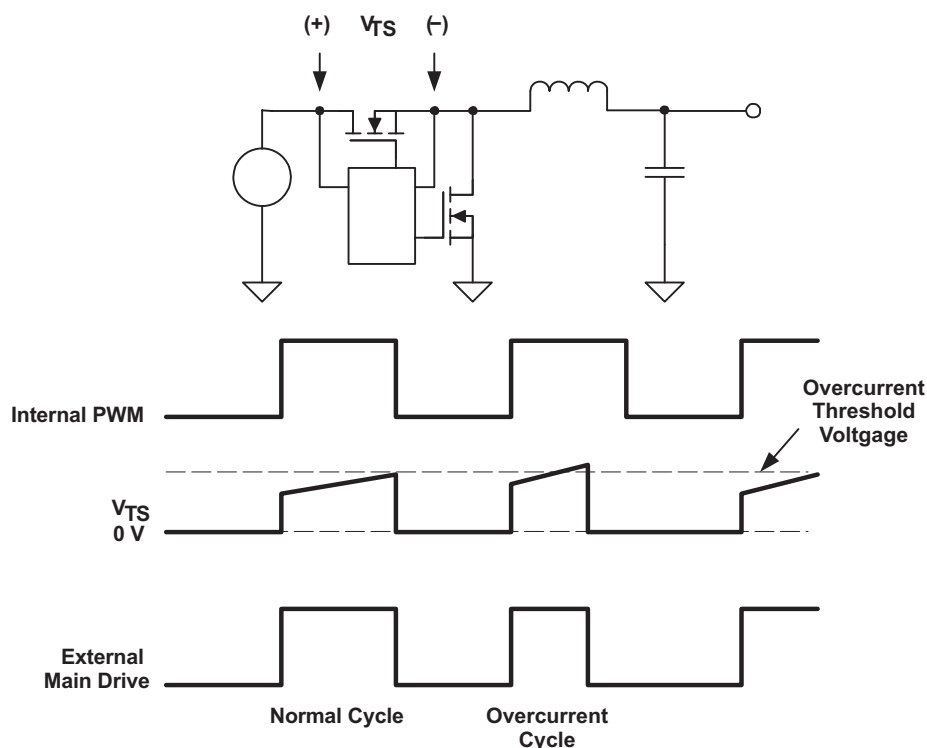 (+) VTS (−)
Internal PWM
Overcurrent
Threshold
Voltgage
VTS
0 V
External
Main Drive
Normal Cycle
Overcurrent
Cycle